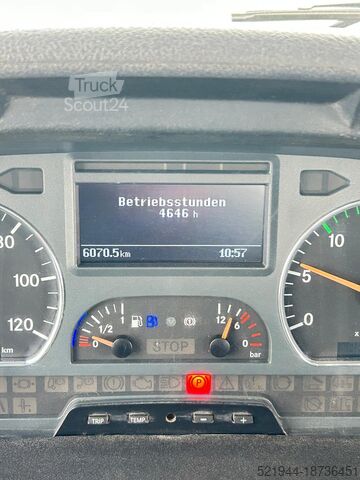 Truck
Scout24
Betriebsstunden
4646 h
6070.5 km
10:57
80
100
120
km
10
5
0
x
0
1/2
1
12
6
0
bar
STOP
P
TRIP
TEMP.
-
+
521944-18736451